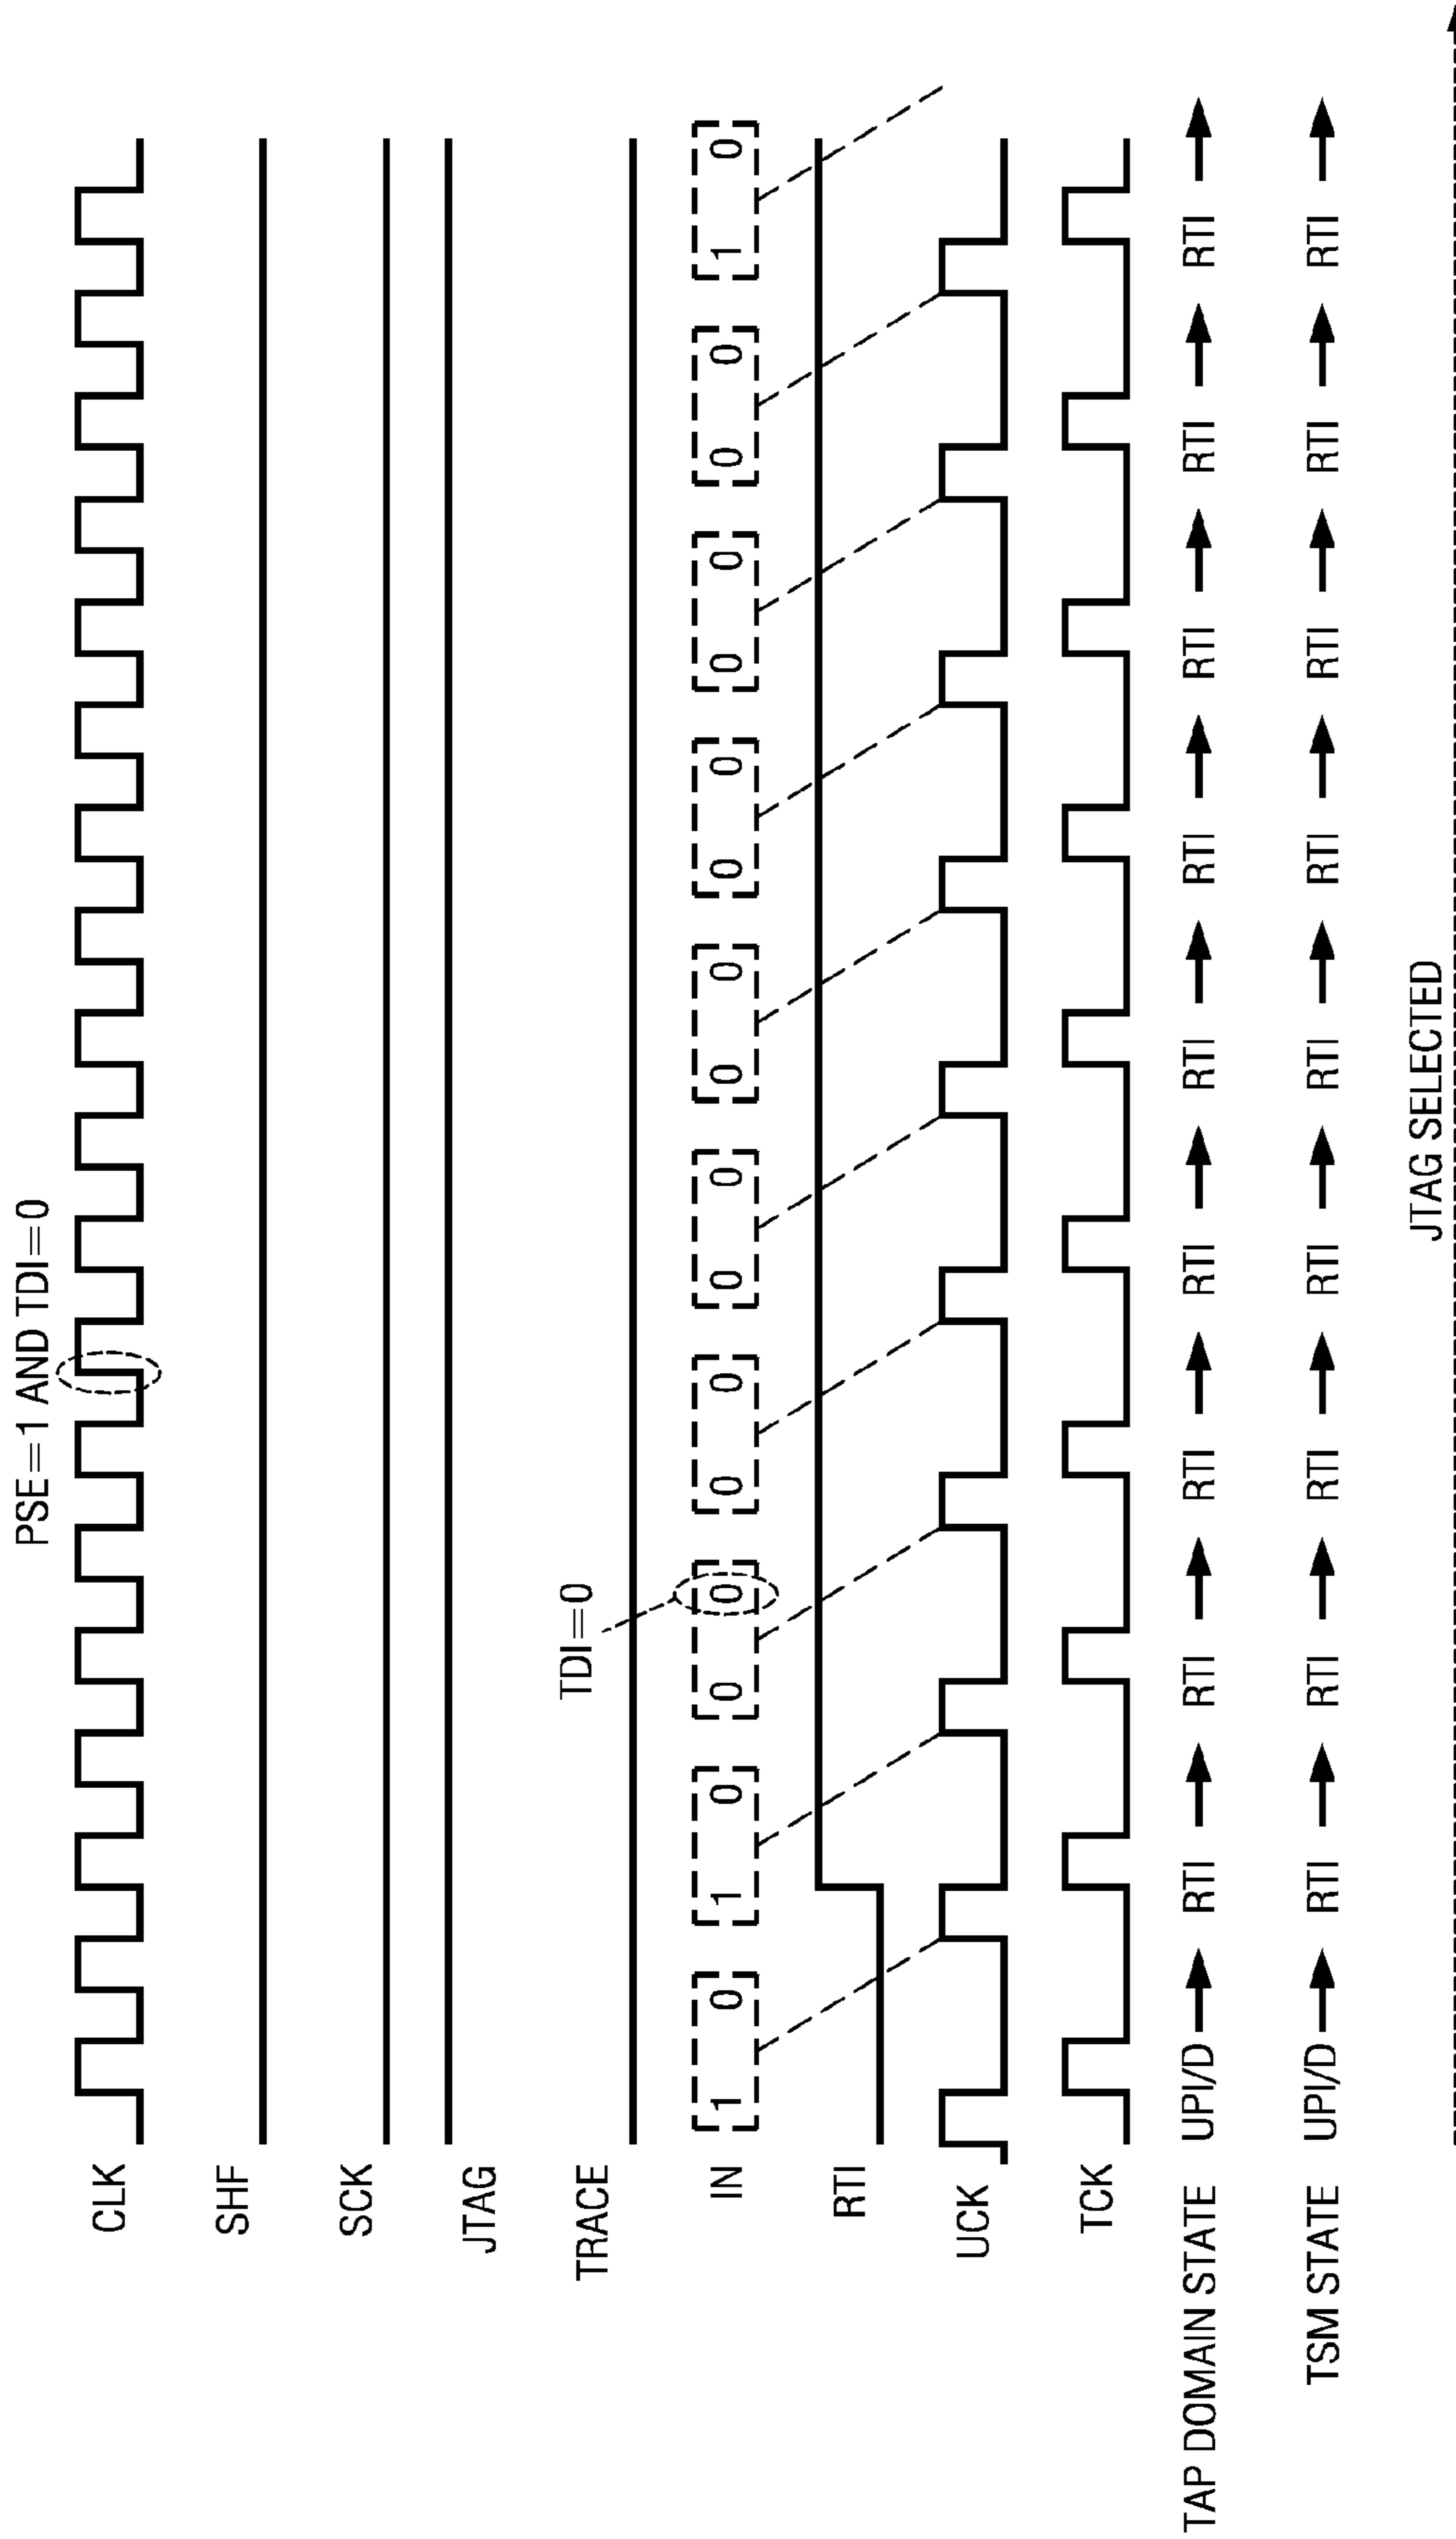 PSE=1 AND TDI=0
CLK
SHF
SCK
JTAG
TDI=0
TRACE
IN 1 0 1 0 0 0 0 0 0 0 0 0 0 0 0 0 0 0 1 0
RTI
UCK
TCK
TAP DOMAIN STATE UPI/D RTI RTI RTI RTI RTI RTI RTI RTI RTI
TSM STATE UPI/D RTI RTI RTI RTI RTI RTI RTI RTI RTI
JTAG SELECTED